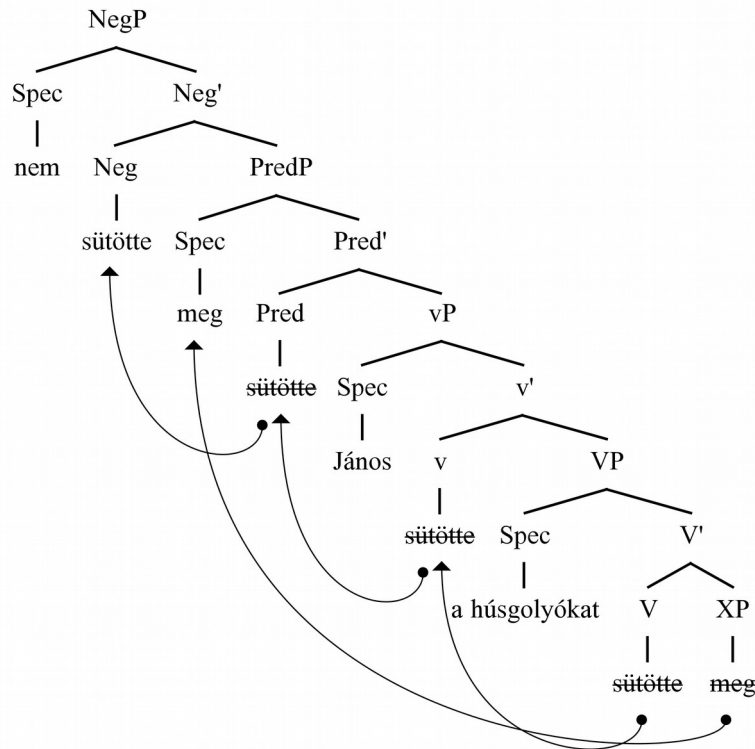 NegP
Spec Neg'
nem Neg PredP
sütötte Spec Pred'
meg Pred vP
sütötte Spec v'
János v VP
sütötte Spec V'
a húsgolyókat V XP
sütötte meg